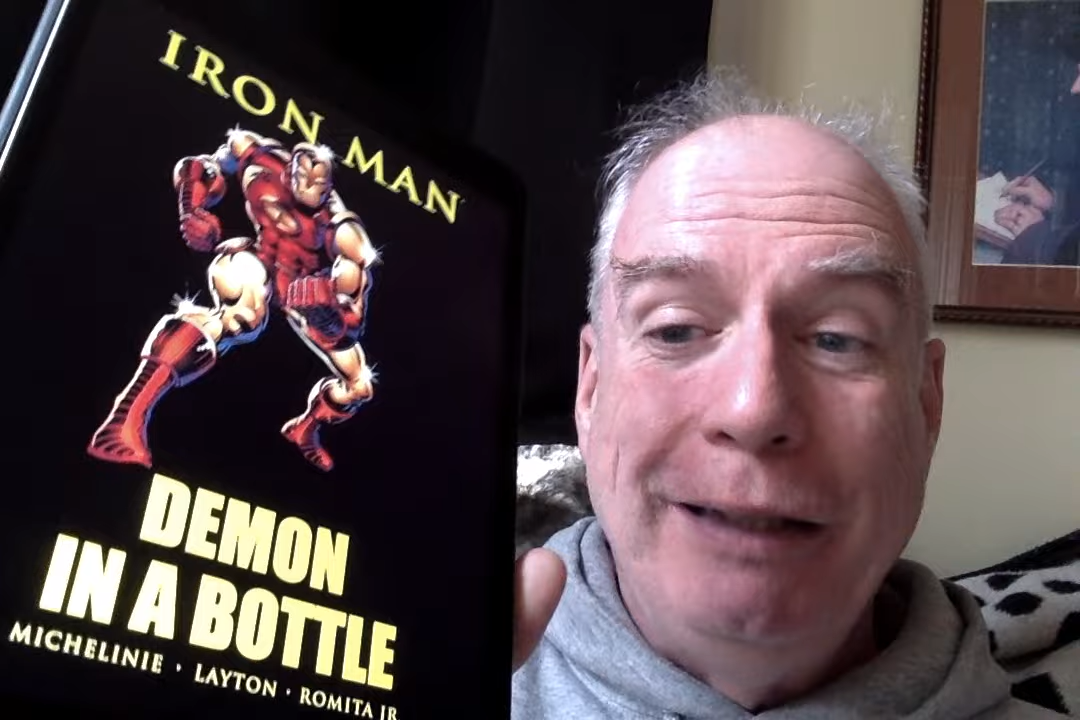 IRON MAN
DEMON
IN A BOTTLE
MICHELINIE · LAYTON · ROMITA JR